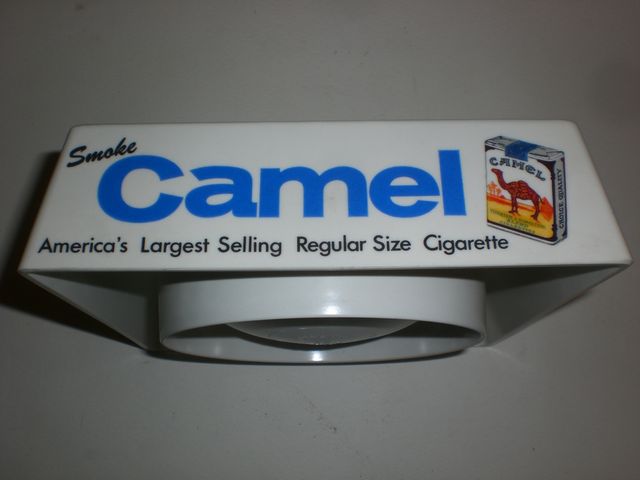 Smoke
Camel
America's Largest Selling Regular Size Cigarette
CAMEL